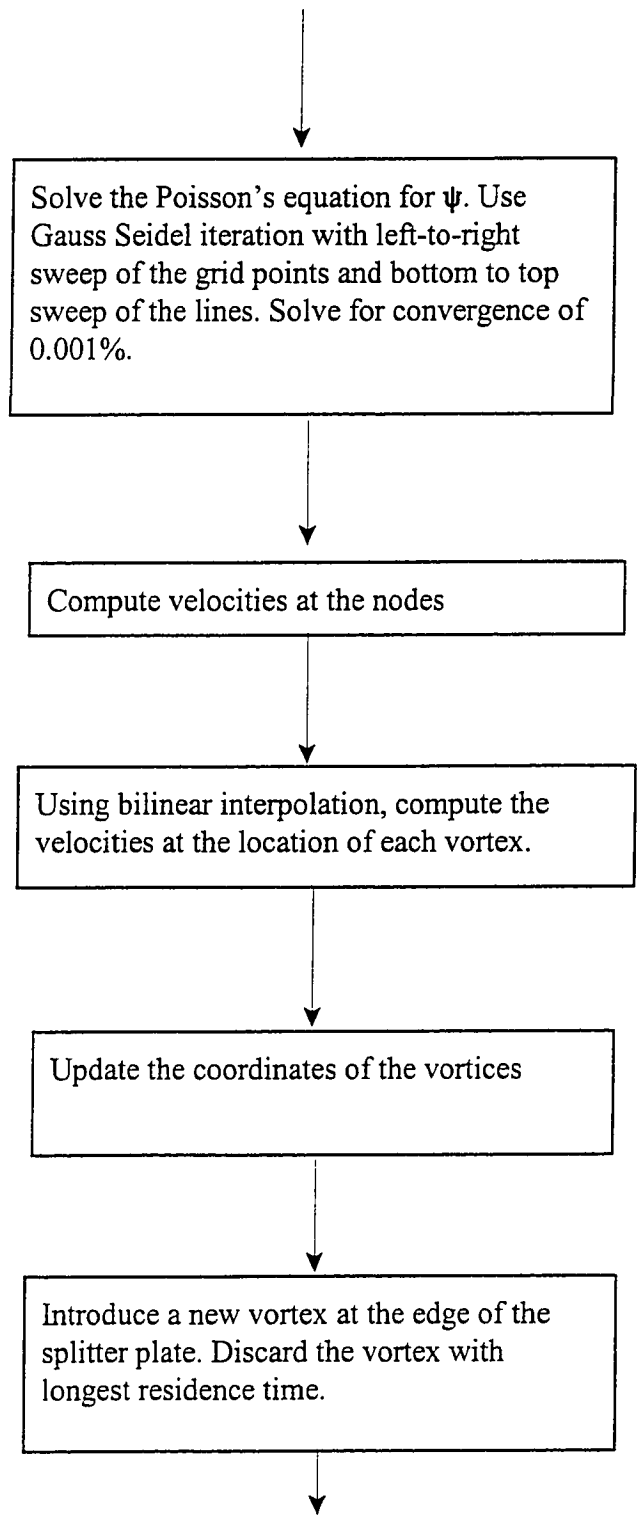 Solve the Poisson's equation for ψ. Use
Gauss Seidel iteration with left-to-right
sweep of the grid points and bottom to top
sweep of the lines. Solve for convergence of
0.001%.
Compute velocities at the nodes
Using bilinear interpolation, compute the
velocities at the location of each vortex.
Update the coordinates of the vortices
Introduce a new vortex at the edge of the
splitter plate. Discard the vortex with
longest residence time.